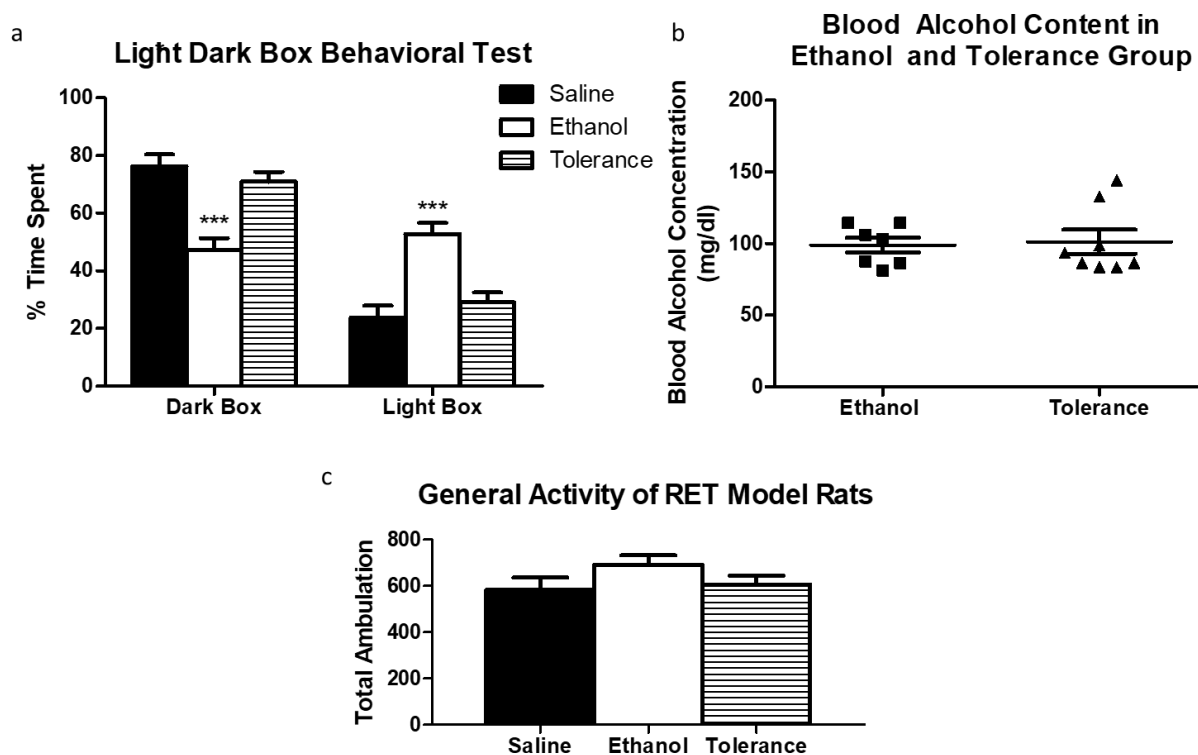 a
Light Dark Box Behavioral Test
% Time Spent
100
80
60
40
20
0
***
***
Dark Box
Light Box
Saline
Ethanol
Tolerance
b
Blood Alcohol Content in
Ethanol and Tolerance Group
Blood Alcohol Concentration
(mg/dl)
200
150
100
50
0
Ethanol
Tolerance
c
General Activity of RET Model Rats
Total Ambulation
800
600
400
200
0
Saline
Ethanol
Tolerance